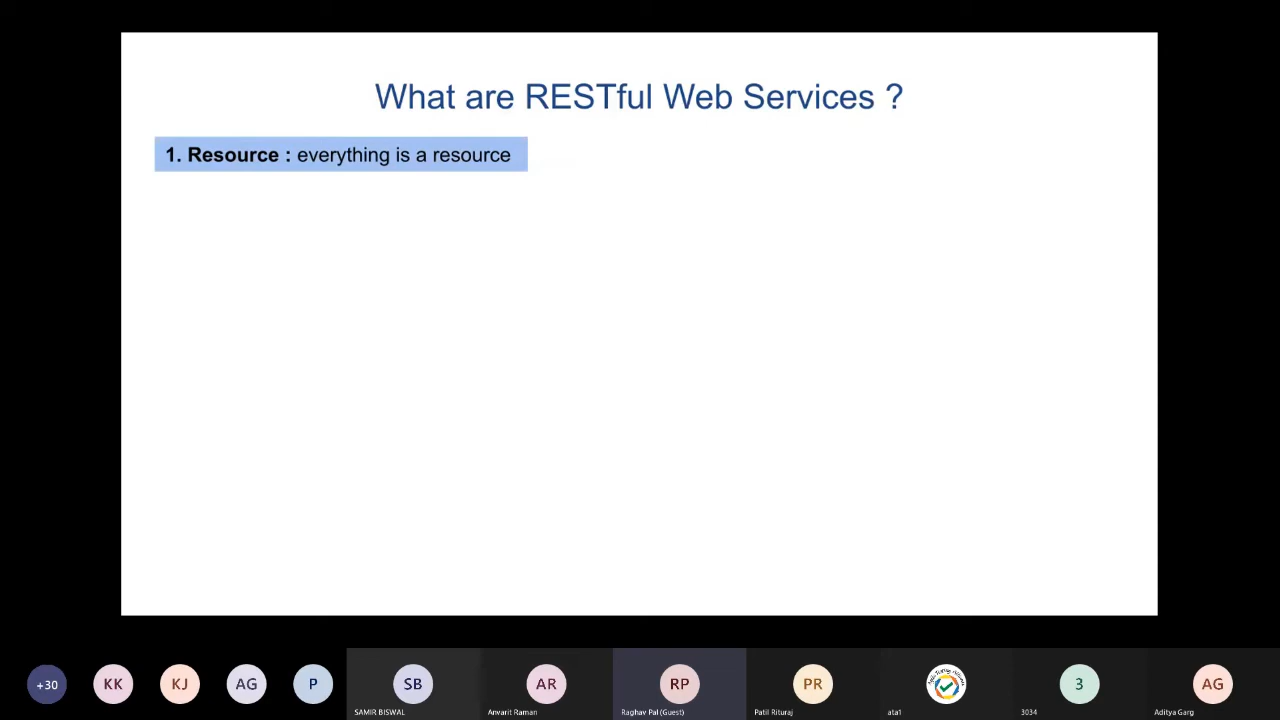 What are RESTful Web Services ?
1. Resource : everything is a resource
+30
KK
KJ
AG
P
SB
AR
RP
PR
3
AG
SAMIR BISWAL
Anvarit Raman
Raghav Pal (Guest)
Patil Rituraj
ata1
3034
Aditya Garg